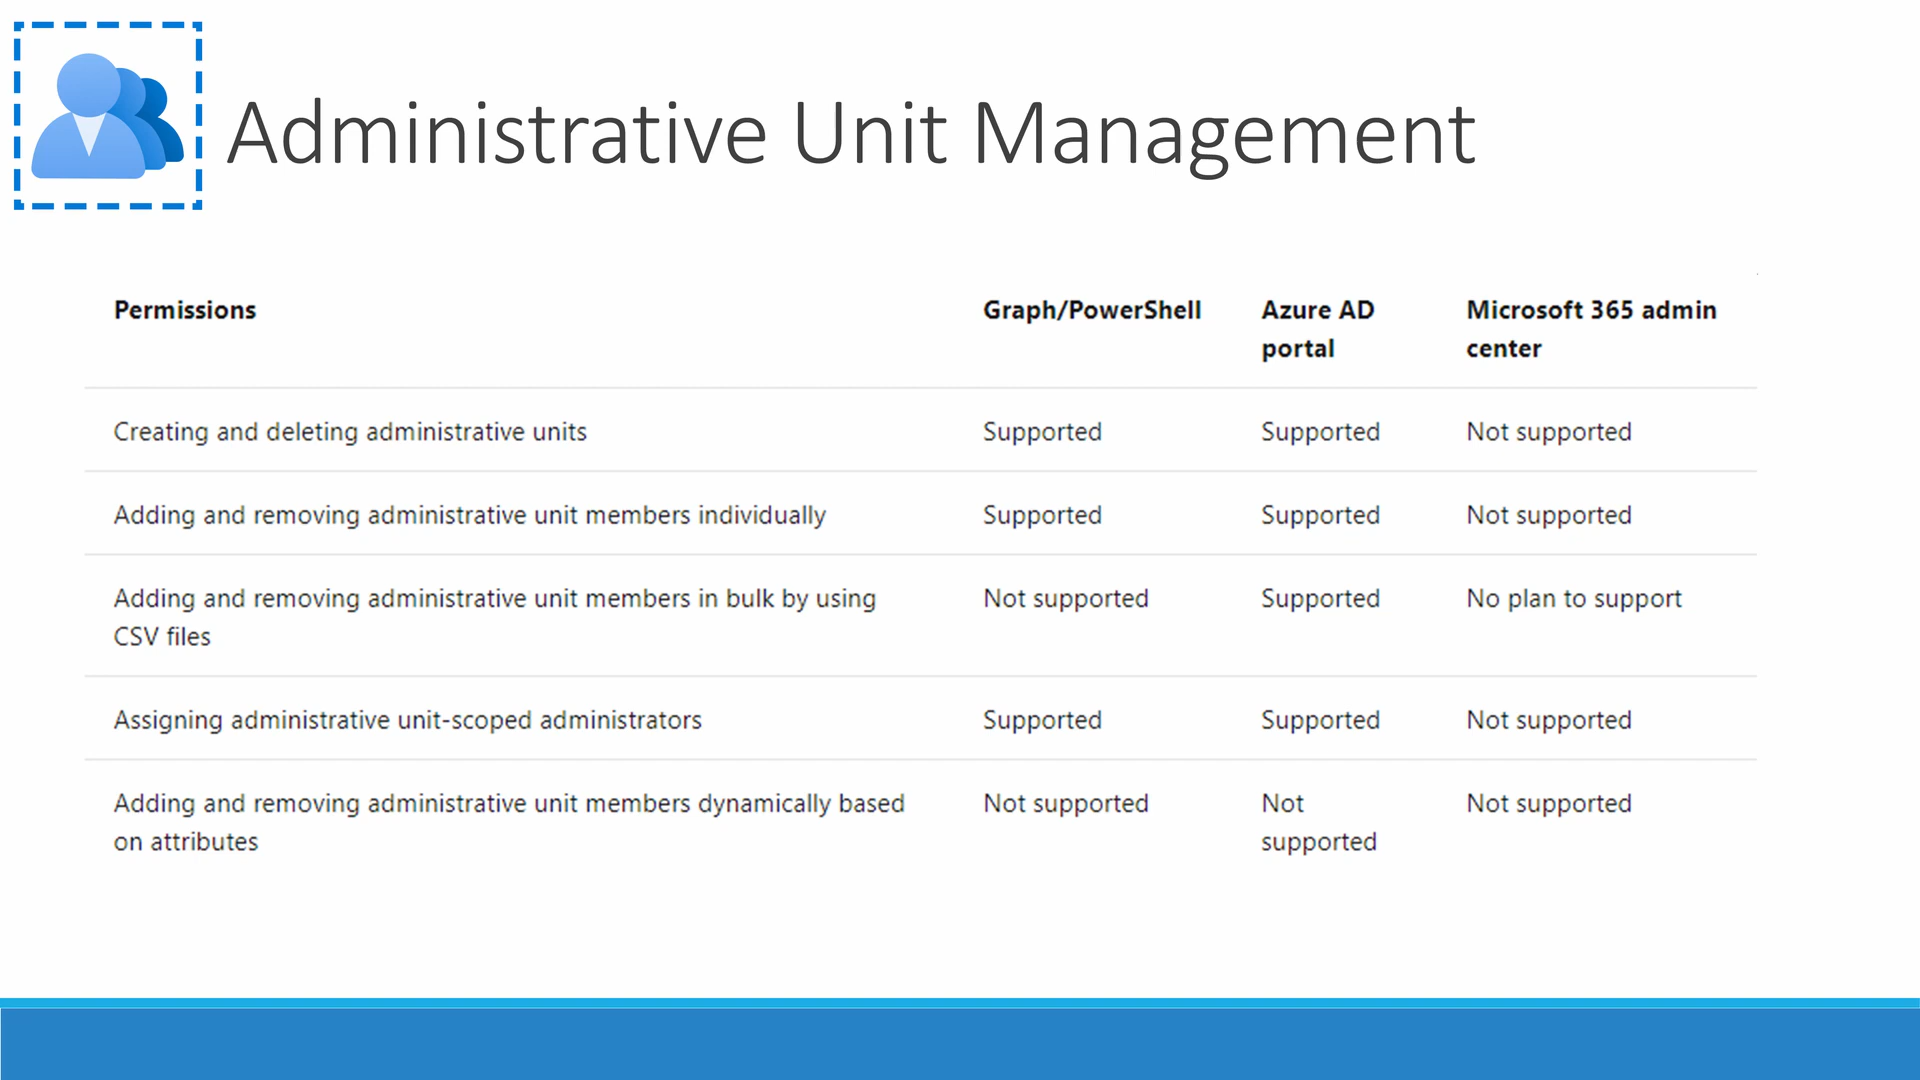 Administrative Unit Management
Permissions Graph/PowerShell Azure AD Microsoft 365 admin
portal center
Creating and deleting administrative units Supported Supported Not supported
Adding and removing administrative unit members individually Supported Supported Not supported
Adding and removing administrative unit members in bulk by using Not supported Supported No plan to support
CSV files
Assigning administrative unit-scoped administrators Supported Supported Not supported
Adding and removing administrative unit members dynamically based Not supported Not Not supported
on attributes supported